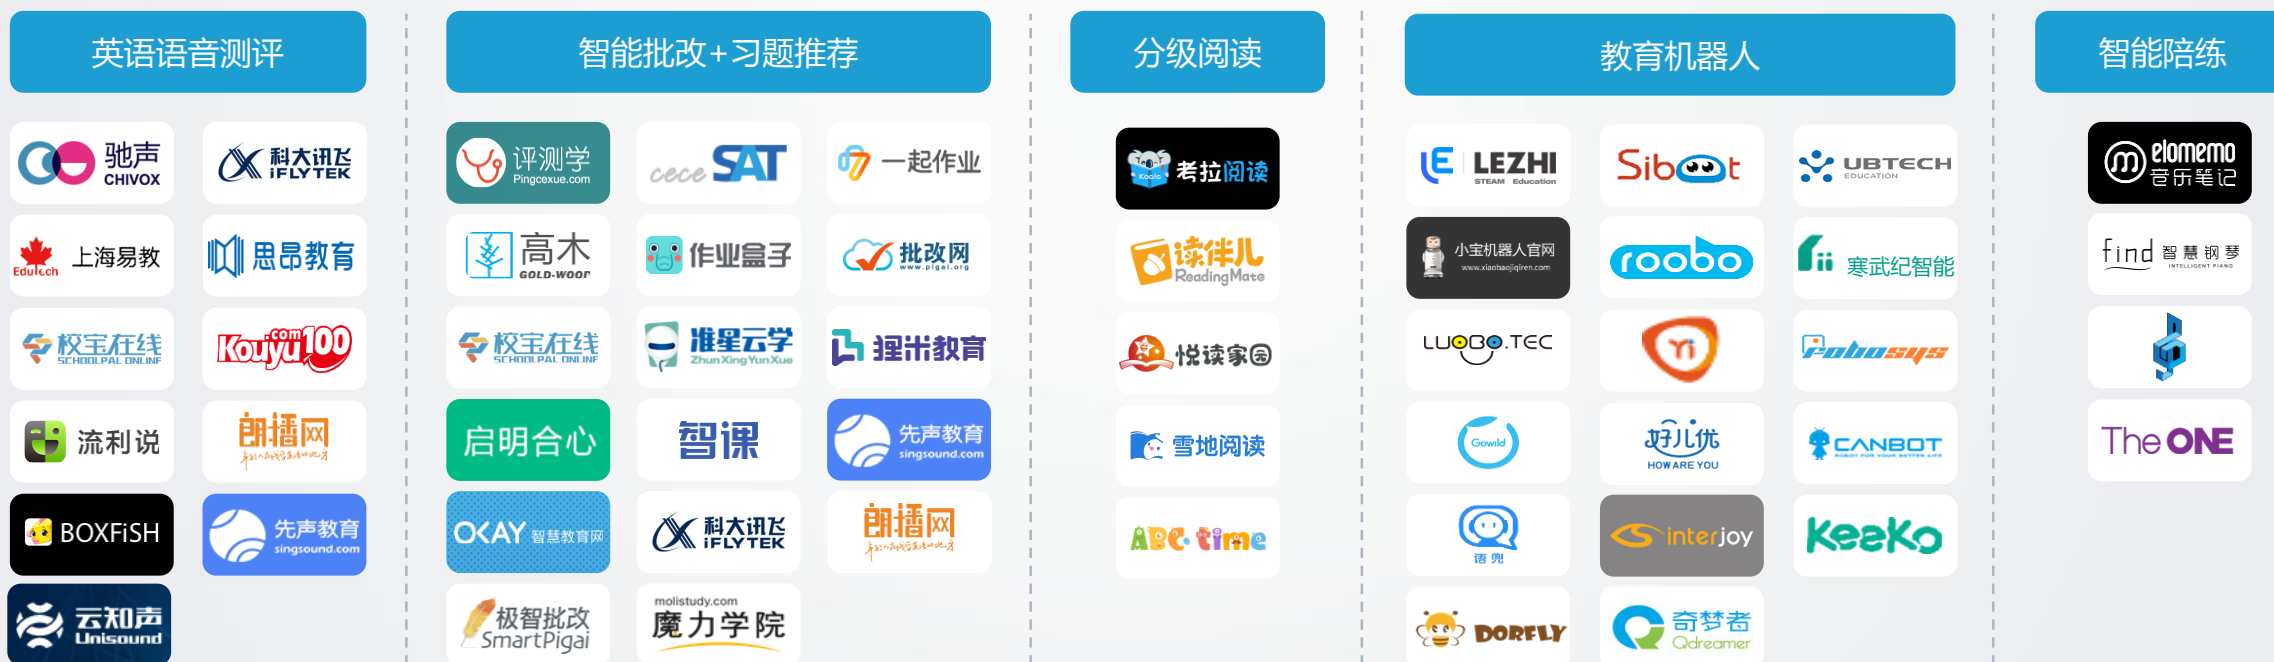 英语语音测评
驰声
CHIVOX
科大讯飞
iFLYTEK
Edutech
上海易教
思昂教育
校宝在线
SCHOOLPAL ONLINE
Kouyu100
.com
流利说
朗播网
BOXFiSH
先声教育
singsound.com
云知声
Unisound
智能批改+习题推荐
评测学
Pingcexue.com
cece SAT
一起作业
高木
GOLD-WOOD
作业盒子
批改网
www.pigai.org
校宝在线
SCHOOLPAL ONLINE
准星云学
ZhunXingYunXue
狸米教育
启明合心
智课
先声教育
singsound.com
OKAY 智慧教育网
科大讯飞
iFLYTEK
朗播网
极智批改
SmartPigai
molistudy.com
魔力学院
分级阅读
Koala
考拉阅读
读伴儿
ReadingMate
悦读家园
雪地阅读
ABC time
教育机器人
LEZHI
STEAM Education
Sibot
UBTECH
EDUCATION
小宝机器人官网
www.xiaobaojiqiren.com
roobo
寒武纪智能
LUOBO.TEC
Yi
Robosys
Gowild
好儿优
HOW ARE YOU
CANBOT
ROBOT FOR YOUR BETTER LIFE
语兜
interjoy
Keeko
DORFLY
奇梦者
Qdreamer
智能陪练
elomemo
音乐笔记
find 智慧钢琴
INTELLIGENT PIANO
The ONE